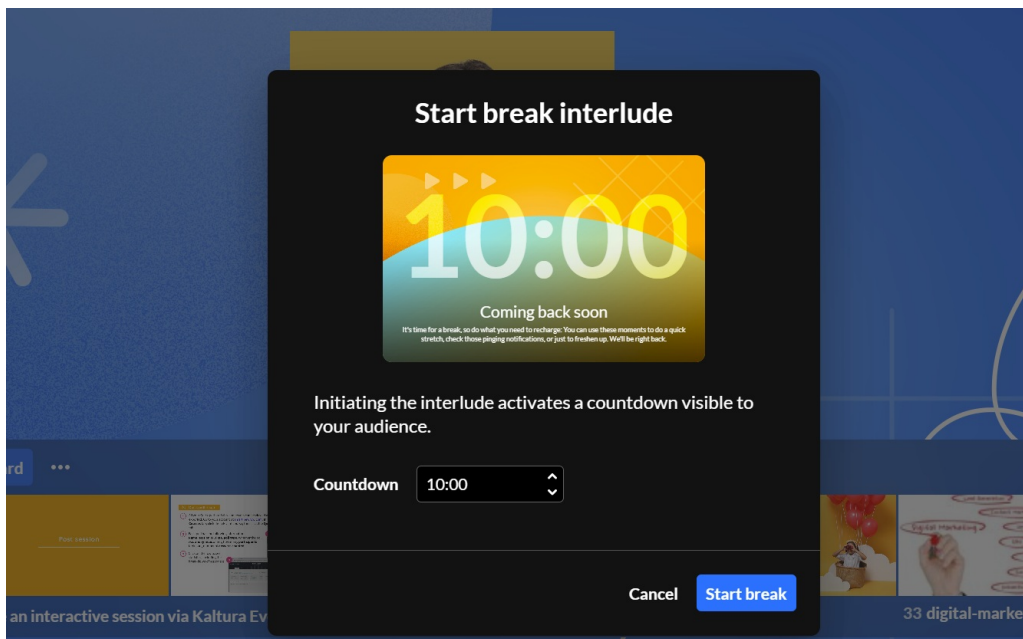 Start break interlude
10:00
Coming back soon
It's time for a break, so do what you need to recharge: You can use these moments to do a quick
stretch, check those pinging notifications, or just to freshen up. We'll be right back.
Initiating the interlude activates a countdown visible to
your audience.
Countdown 10:00
rd
Poll session
Digital Marketing
Cancel Start break
an interactive session via Kaltura Ev
33 digital-marke